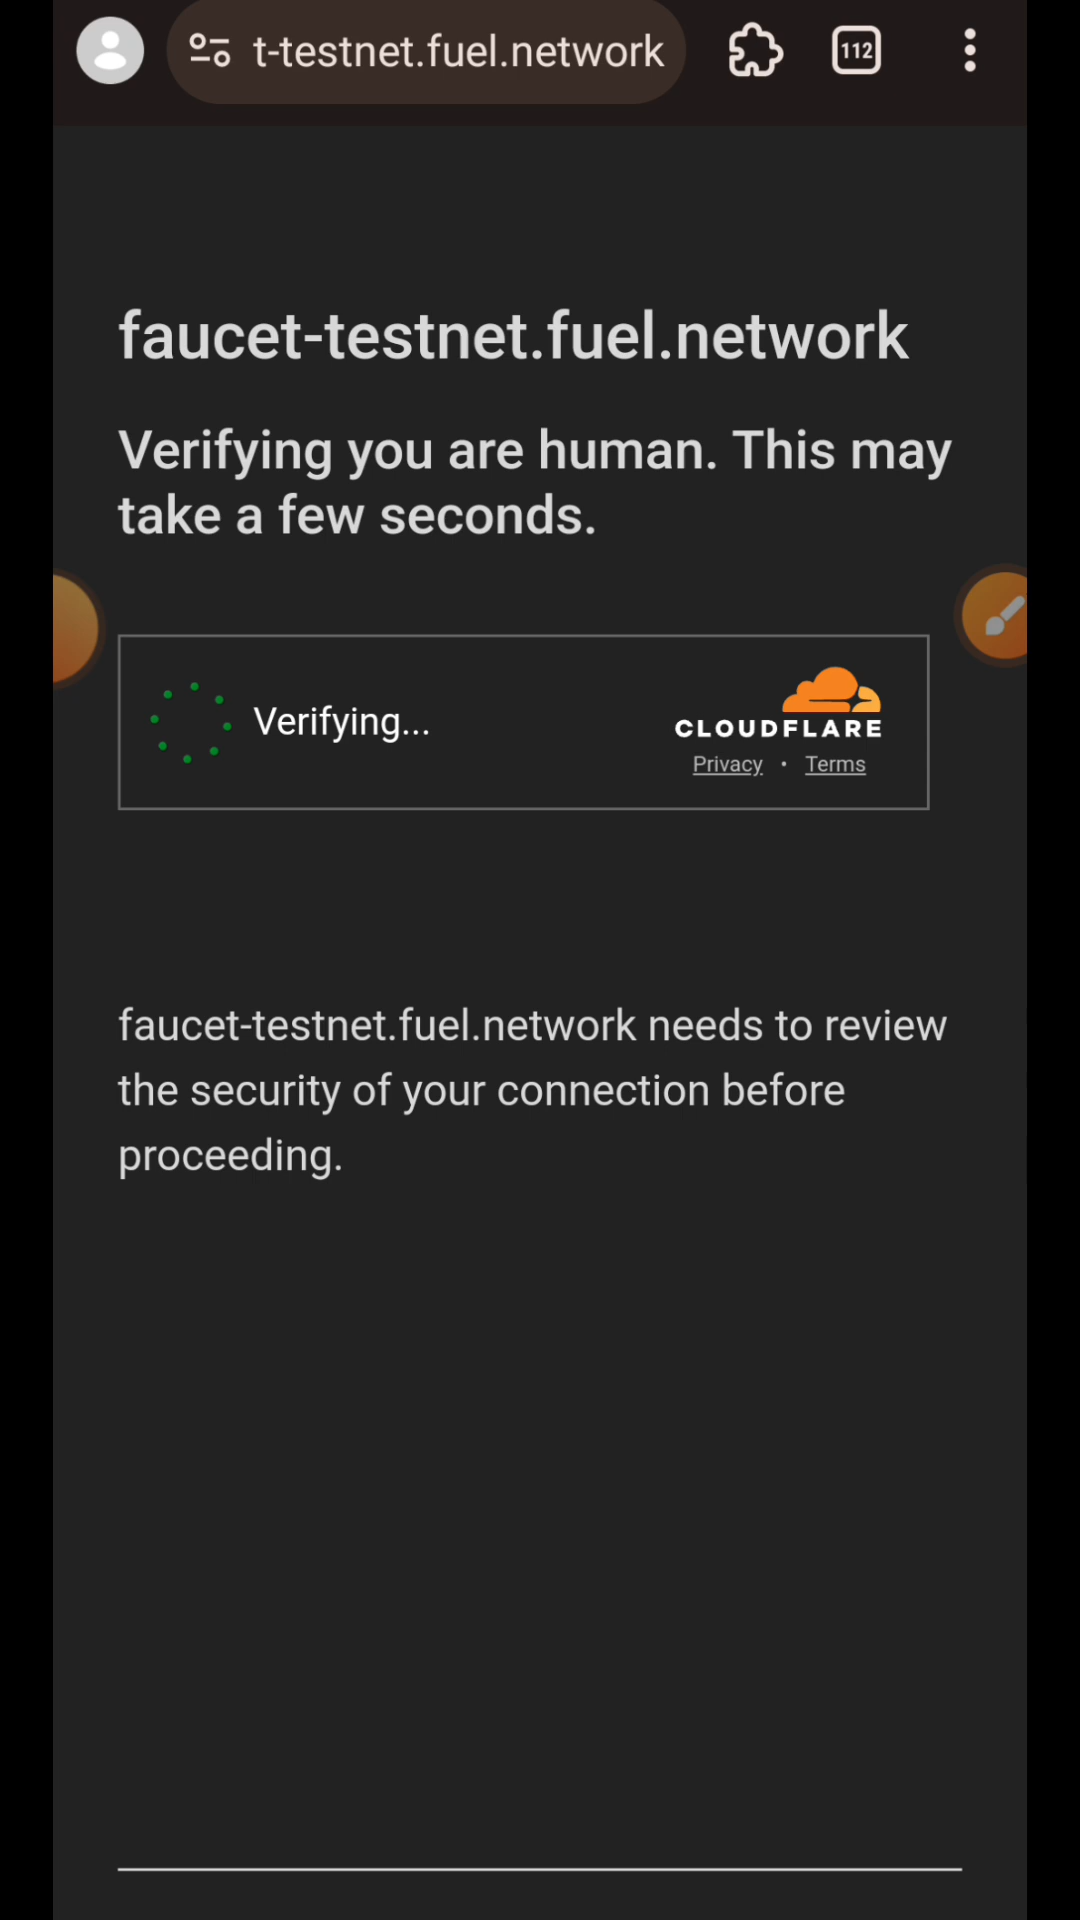 t-testnet.fuel.network
112
faucet-testnet.fuel.network
Verifying you are human. This may
take a few seconds.
Verifying...
CLOUDFLARE
Privacy • Terms
faucet-testnet.fuel.network needs to review
the security of your connection before
proceeding.